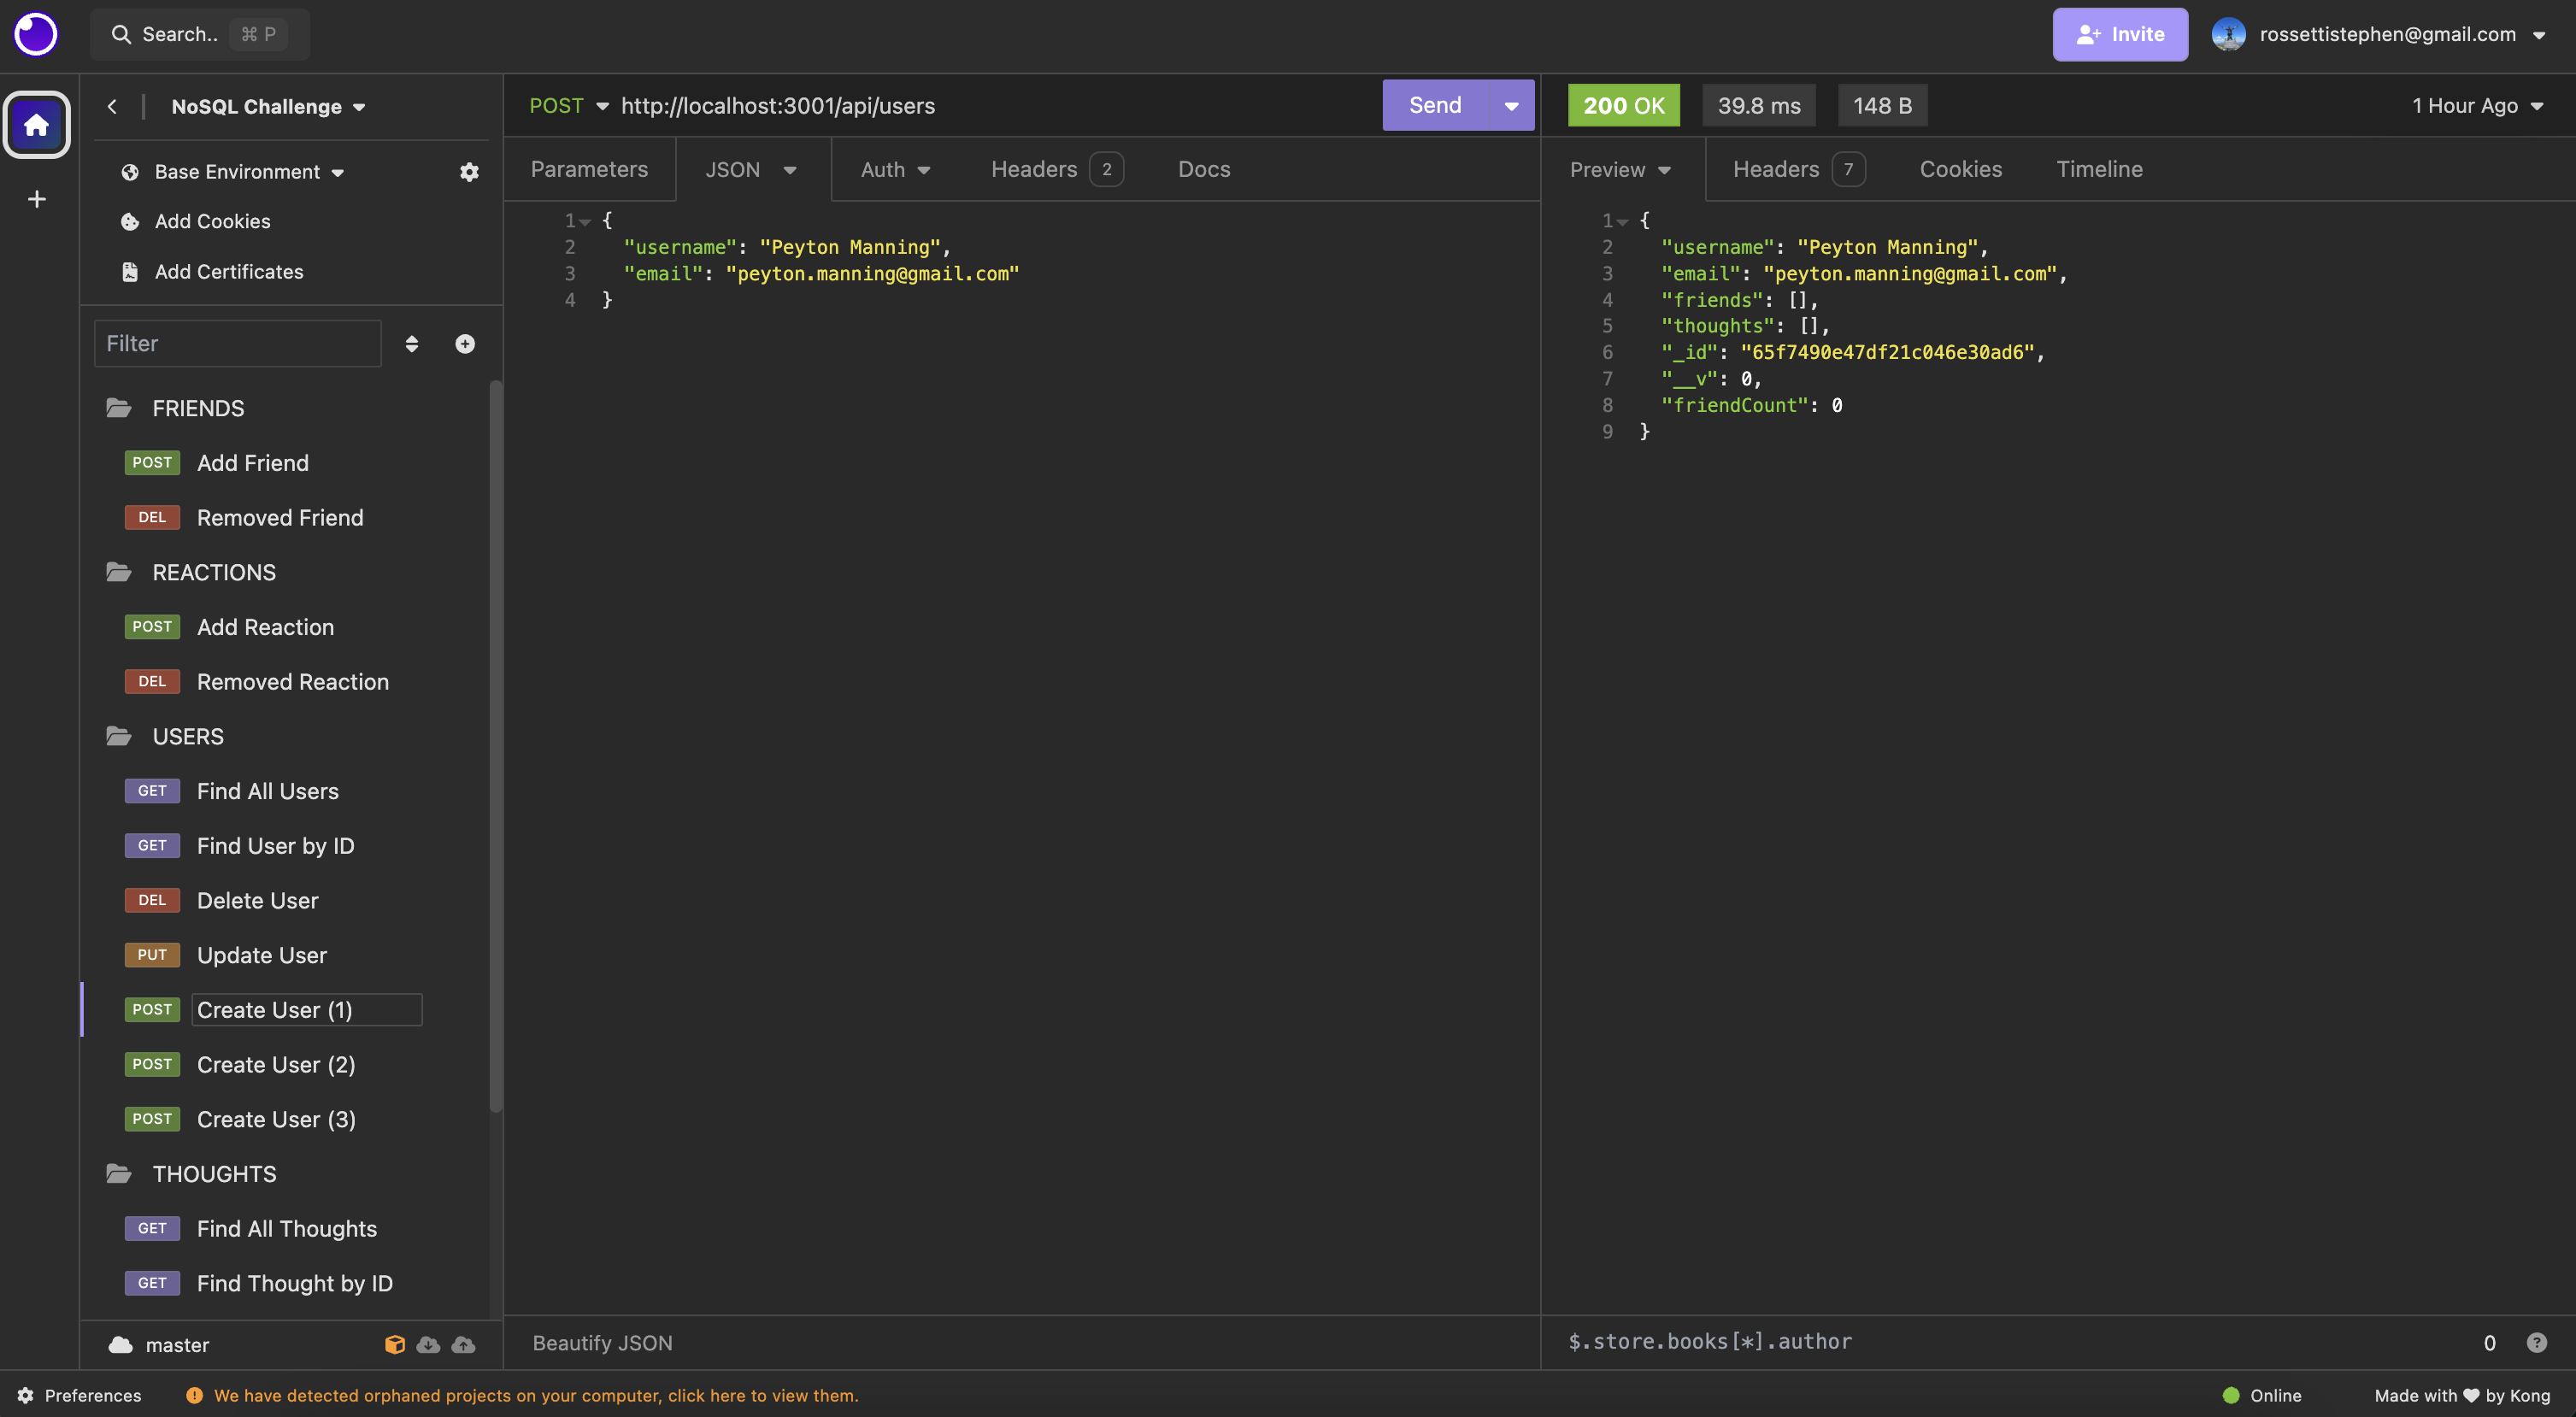 Search.. ⌘ P
Invite
rossettistephen@gmail.com
NoSQL Challenge
Base Environment
Add Cookies
Add Certificates
Filter
FRIENDS
POST Add Friend
DEL Removed Friend
REACTIONS
POST Add Reaction
DEL Removed Reaction
USERS
GET Find All Users
GET Find User by ID
DEL Delete User
PUT Update User
POST Create User (1)
POST Create User (2)
POST Create User (3)
THOUGHTS
GET Find All Thoughts
GET Find Thought by ID
master
POST http://localhost:3001/api/users
Send
Parameters JSON Auth Headers 2 Docs
1 {
2 "username": "Peyton Manning",
3 "email": "peyton.manning@gmail.com"
4 }
Beautify JSON
200 OK 39.8 ms 148 B 1 Hour Ago
Preview Headers 7 Cookies Timeline
1 {
2 "username": "Peyton Manning",
3 "email": "peyton.manning@gmail.com",
4 "friends": [],
5 "thoughts": [],
6 "_id": "65f7490e47df21c046e30ad6",
7 "__v": 0,
8 "friendCount": 0
9 }
$.store.books[*].author 0 ?
Preferences ! We have detected orphaned projects on your computer, click here to view them.
Online Made with ♥ by Kong